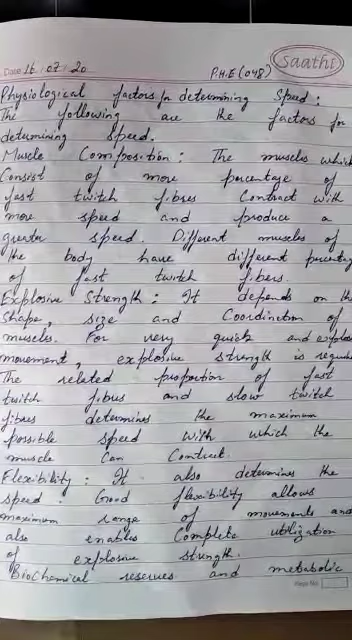 Saathi
Date 16 / 07 / 20 P.H.E (048)
Physiological factors for determining Speed :
The following are the factors for
determining speed.
Muscle Composition : The muscles which
Consist of more percentage of
fast twitch fibres Contract with
more speed and produce a
greater speed. Different muscles of
the body have different percentag
of fast twitch fibers.
Explosive Strength : It depends on the
shape, size and Coordination of
muscles. For very quick and explos
movement, explosive strength is requir
The related proportion of fast
twitch fibres and slow twitch
fibres determines the maximum
possible speed with which the
muscle Can Contract.
Flexibility : It also determines the
speed. Good flexibility allows
maximum range of movements and
also enables Complete utilization
of explosive strength.
BioChemical reserves and metabolic
Page No.